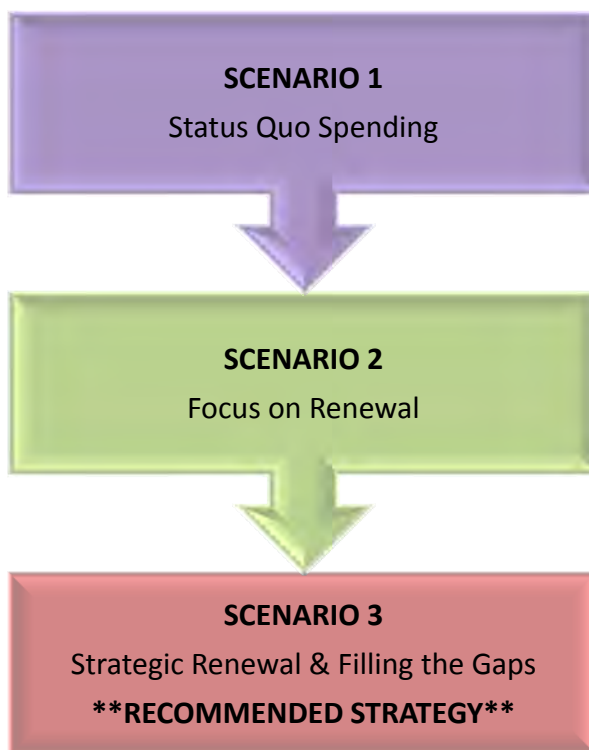 SCENARIO 1
Status Quo Spending
SCENARIO 2
Focus on Renewal
SCENARIO 3
Strategic Renewal & Filling the Gaps
**RECOMMENDED STRATEGY**